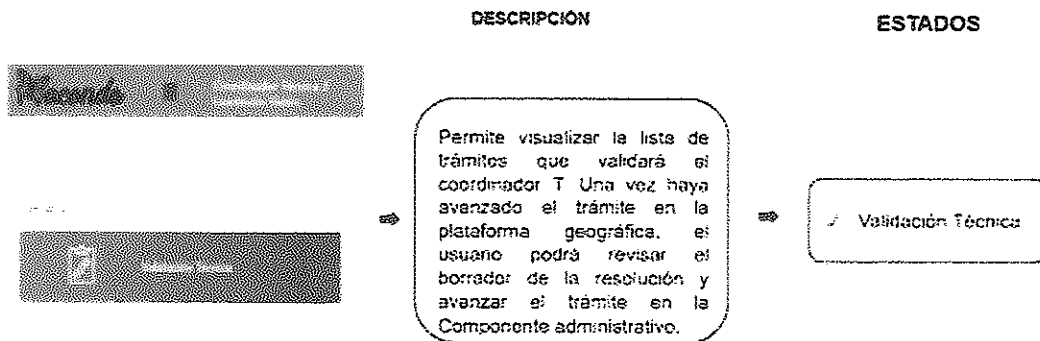 DESCRIPCIÓN
ESTADOS
Macondo
Permite visualizar la lista de
trámites que validará el
coordinador T Una vez haya
avanzado el trámite en la
plataforma geográfica, el
usuario podrá revisar el
borrador de la resolución y
avanzar el trámite en la
Componente administrativo.
✓ Validación Técnica